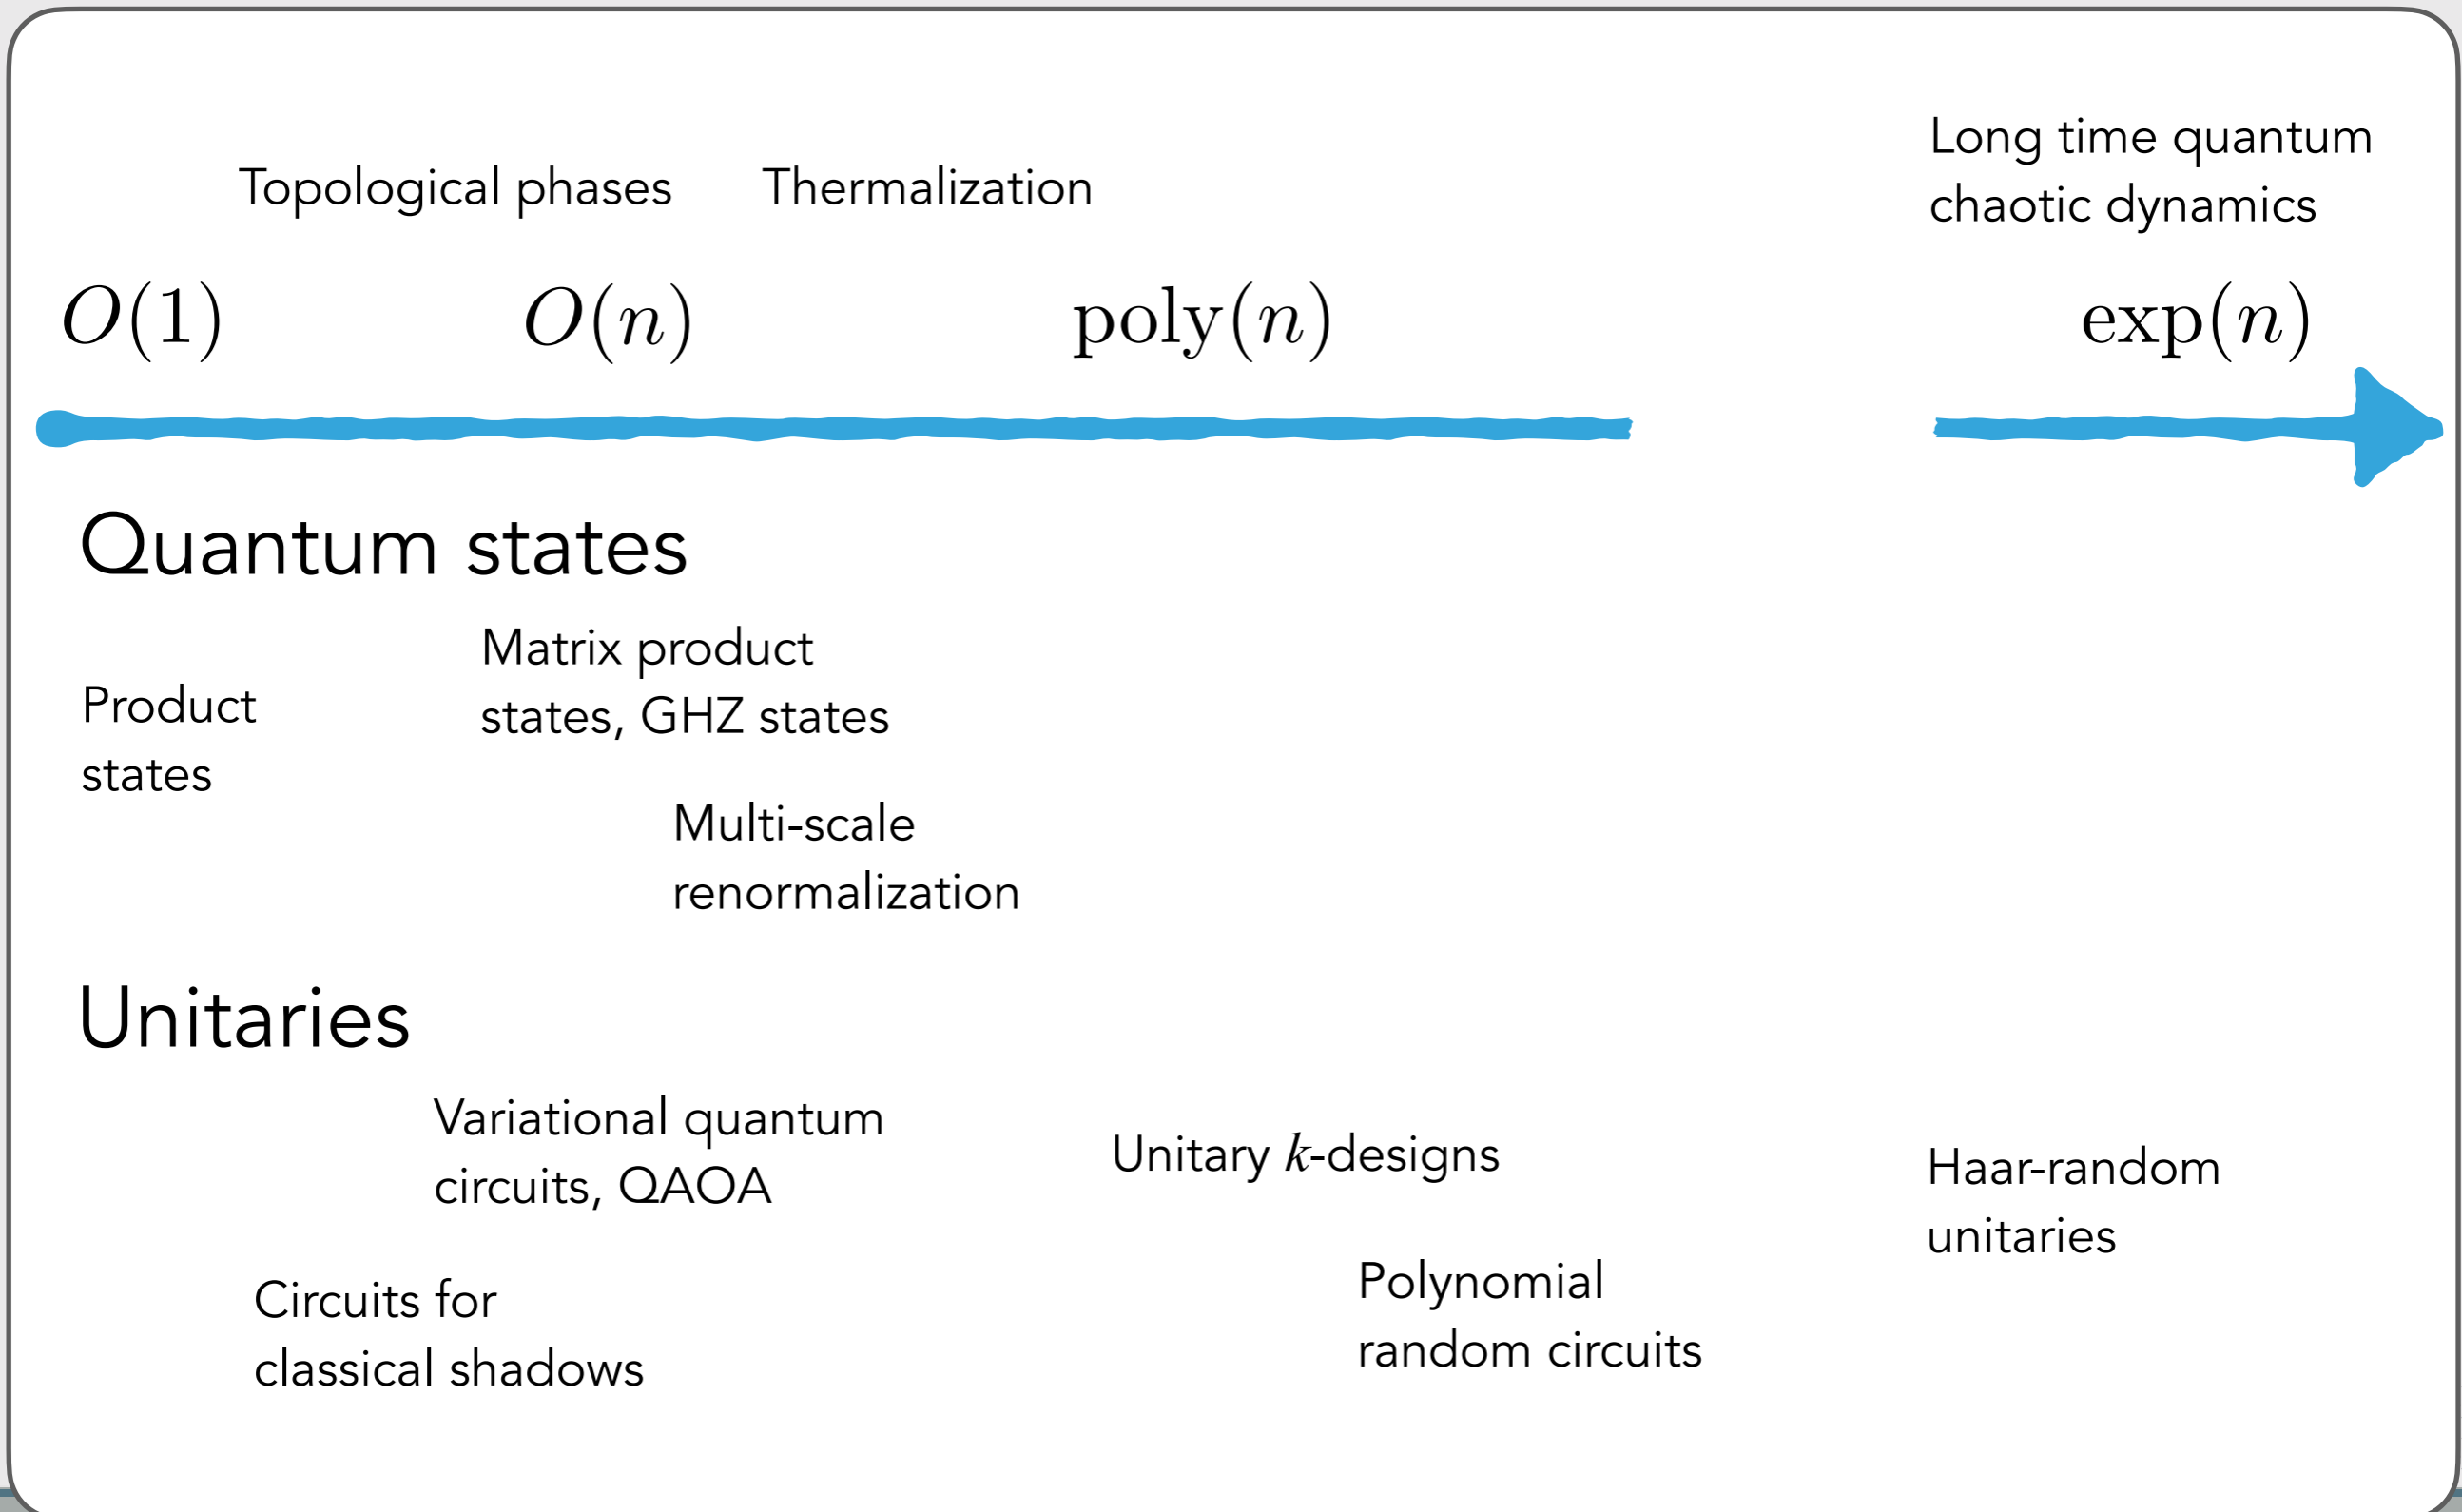 Topological phases
Thermalization
Long time quantum
chaotic dynamics
O(1)
O(n)
poly(n)
exp(n)
Quantum states
Product
states
Matrix product
states, GHZ states
Multi-scale
renormalization
Unitaries
Variational quantum
circuits, QAOA
Circuits for
classical shadows
Unitary k-designs
Polynomial
random circuits
Haar-random
unitaries